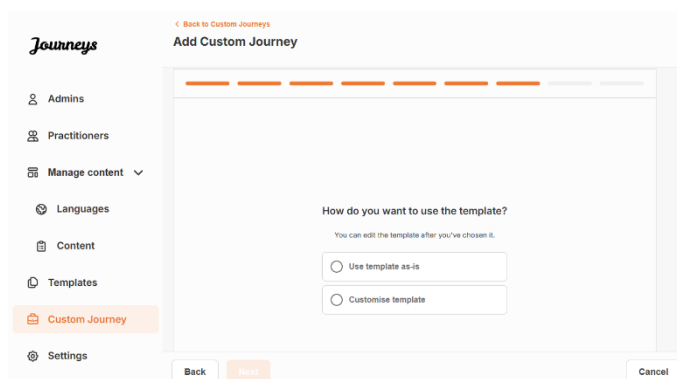 Journeys
Admins
Practitioners
Manage content
Languages
Content
Templates
Custom Journey
Settings
< Back to Custom Journeys
Add Custom Journey
How do you want to use the template?
You can edit the template after you've chosen it.
Use template as-is
Customise template
Back
Next
Cancel